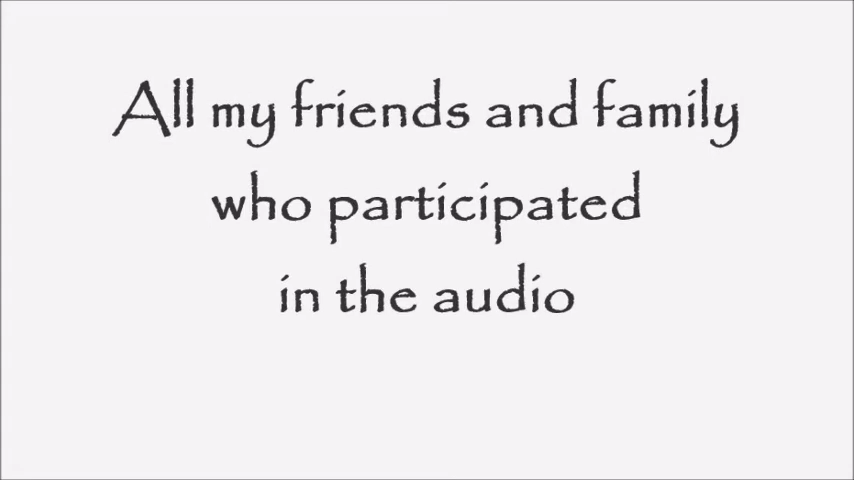 All my friends and family
who participated
in the audio